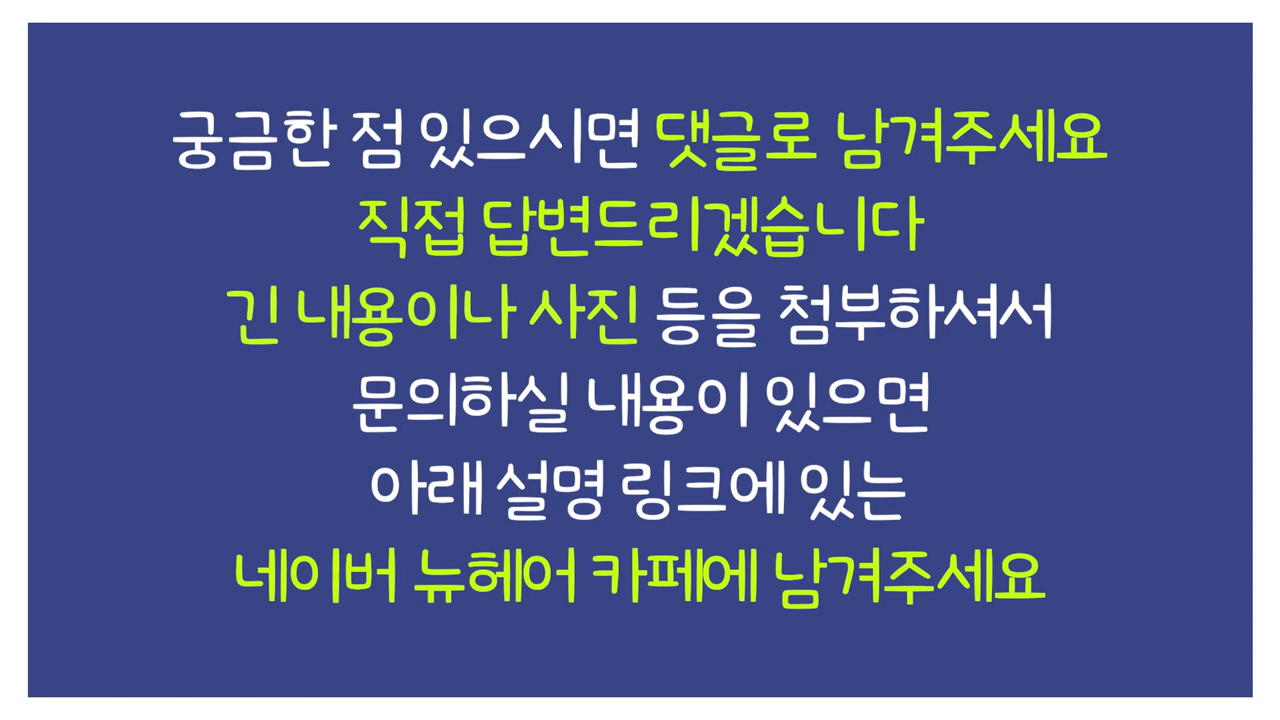 궁금한 점 있으시면 댓글로 남겨주세요
직접 답변드리겠습니다
긴 내용이나 사진 등을 첨부하셔서
문의하실 내용이 있으면
아래 설명 링크에 있는
네이버 뉴헤어 카페에 남겨주세요